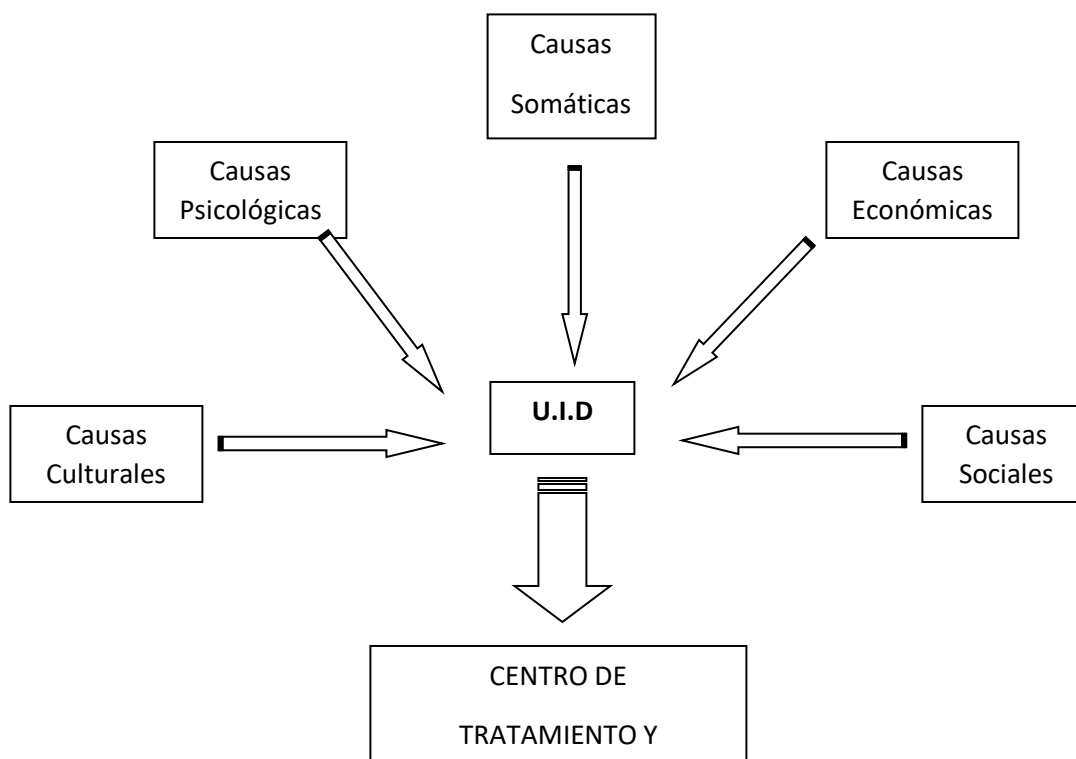 Causas
Somáticas
Causas
Psicológicas
Causas
Económicas
U.I.D
Causas
Culturales
Causas
Sociales
CENTRO DE
TRATAMIENTO Y